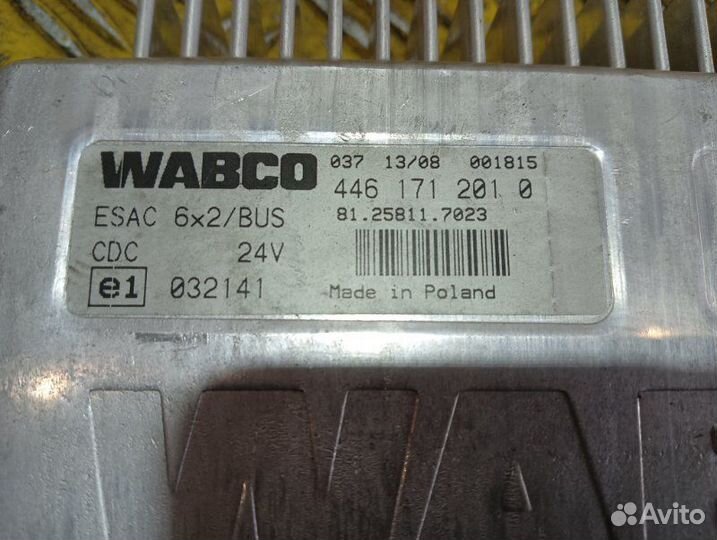 WABCO
037 13/08 001815
446 171 201 0
ESAC 6x2/BUS
81.25811.7023
CDC 24V
e1 032141
Made in Poland
WA
Avito